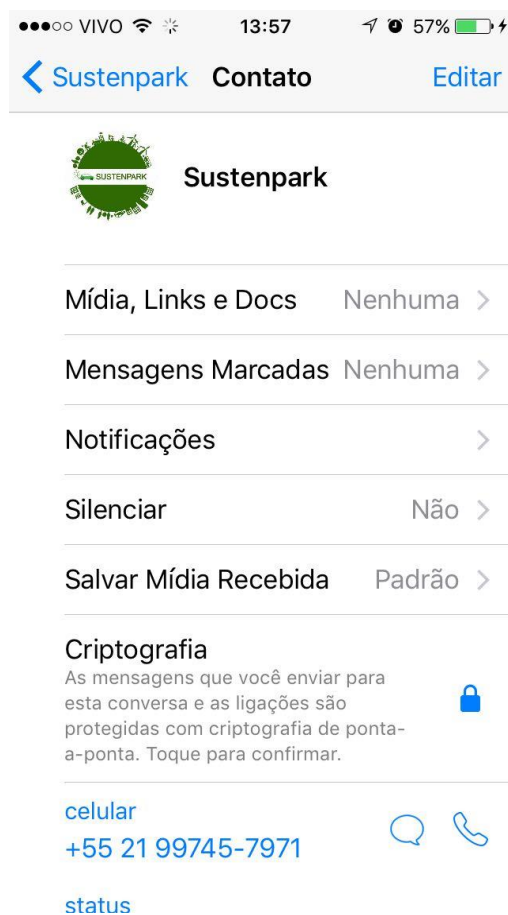 VIVO 13:57 57%
Sustenpark Contato Editar
SUSTENPARK
Sustenpark
Mídia, Links e Docs Nenhuma
Mensagens Marcadas Nenhuma
Notificações
Silenciar Não
Salvar Mídia Recebida Padrão
Criptografia
As mensagens que você enviar para
esta conversa e as ligações são
protegidas com criptografia de ponta-
a-ponta. Toque para confirmar.
celular
+55 21 99745-7971
status